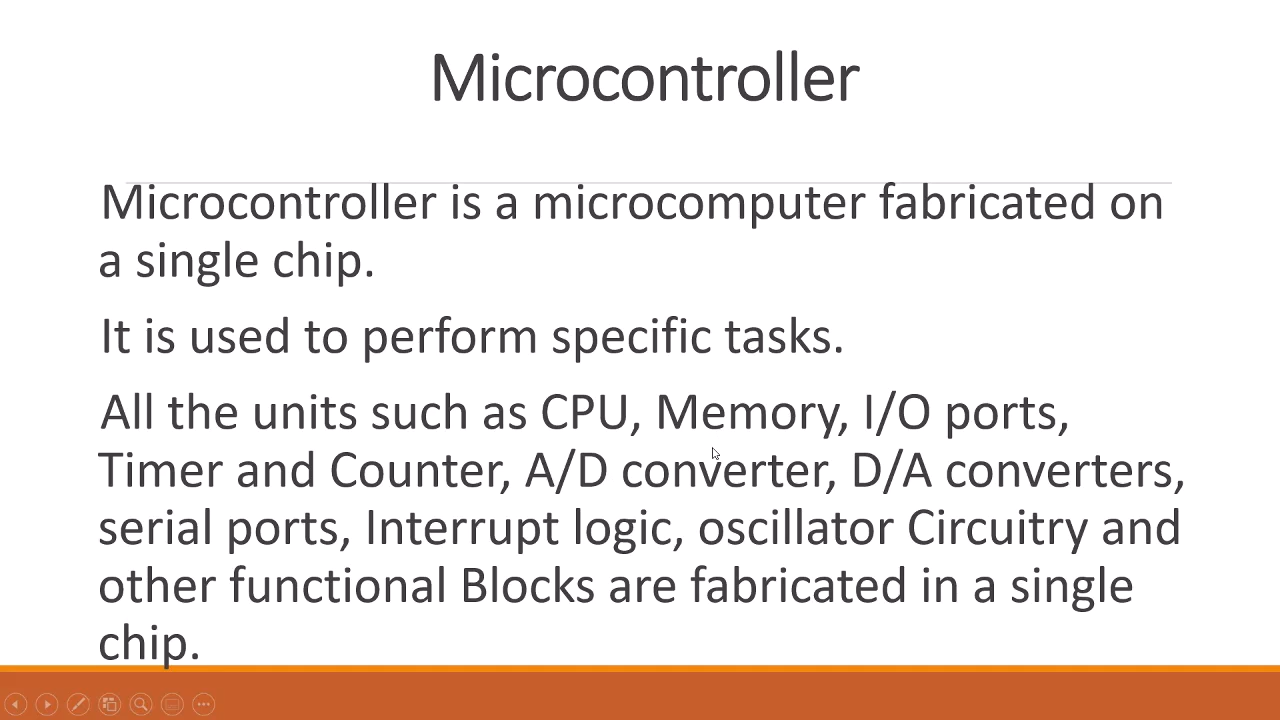 Microcontroller
Microcontroller is a microcomputer fabricated on
a single chip.
It is used to perform specific tasks.
All the units such as CPU, Memory, I/O ports,
Timer and Counter, A/D converter, D/A converters,
serial ports, Interrupt logic, oscillator Circuitry and
other functional Blocks are fabricated in a single
chip.